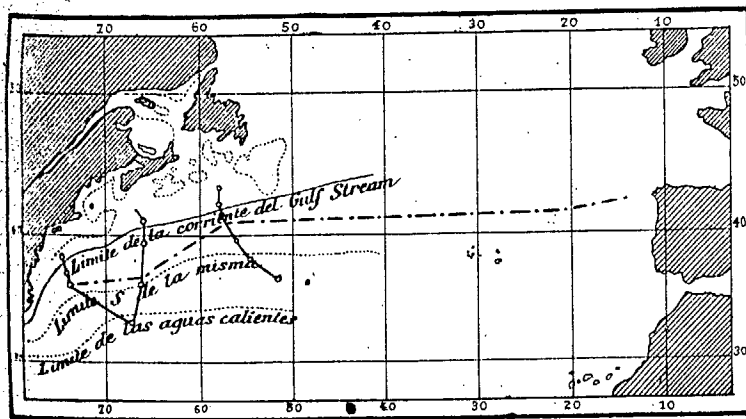 70 60 50 40 30 20 10
50
Limite de la corriente del Gulf Stream
40
Limite S de la misma
Limite de las aguas calientes
30
70 60 50 40 30 20 10